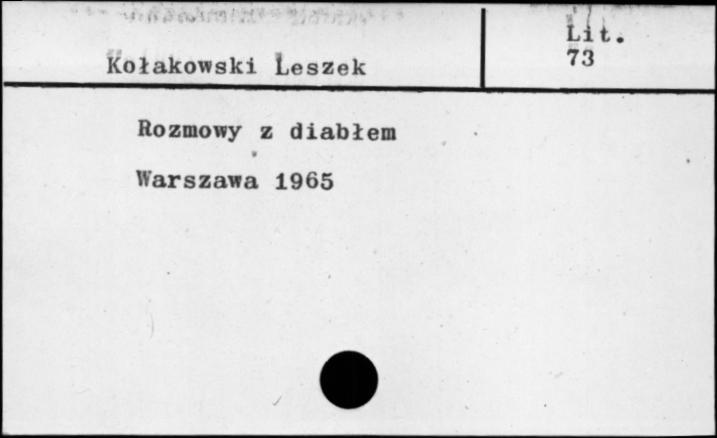 Kołakowski Leszek
Lit.
73
Rozmowy z diabłem
Warszawa 1965